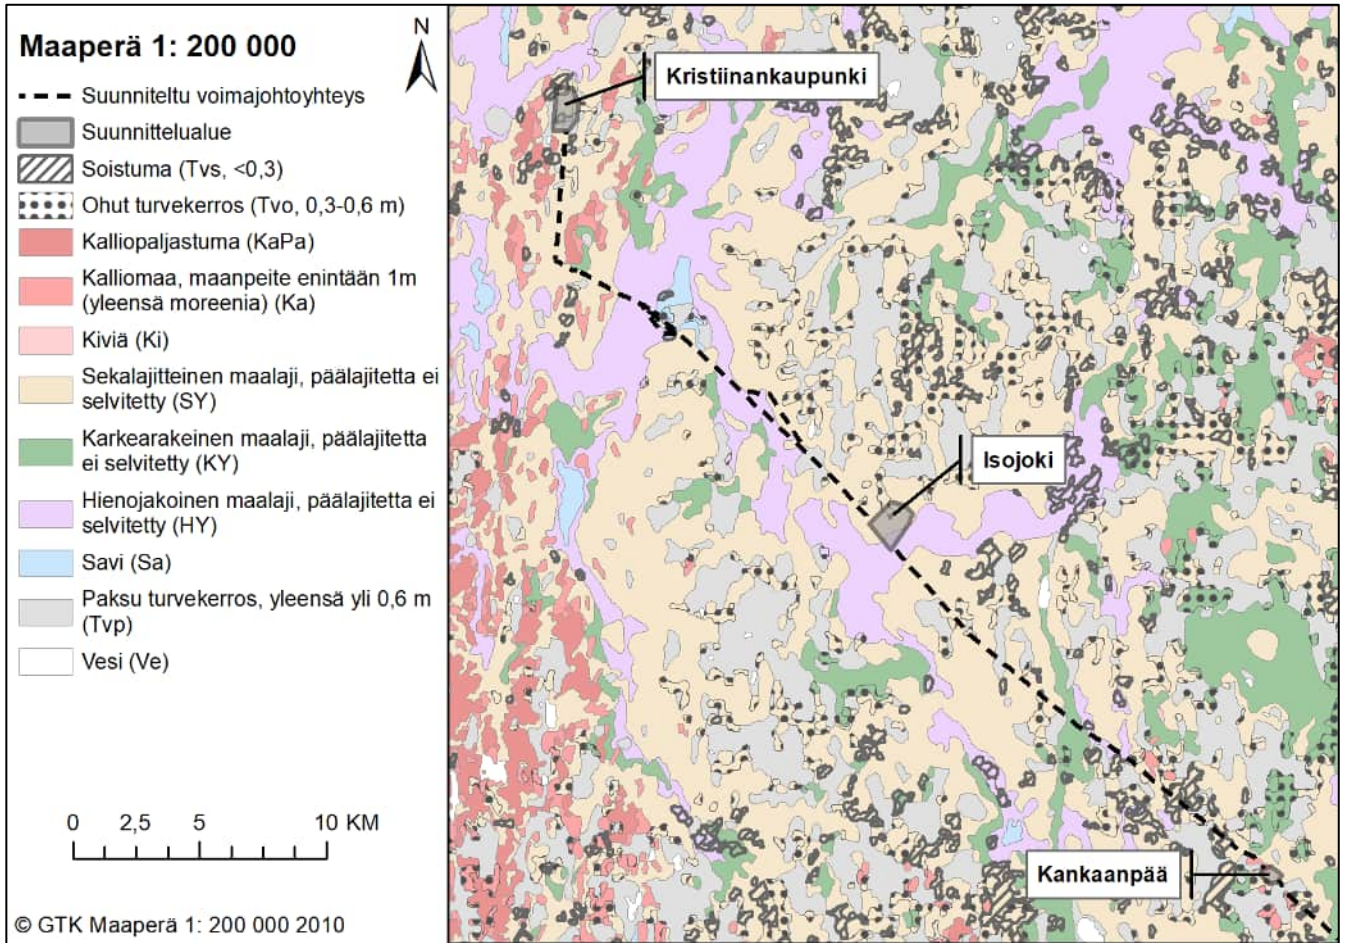 Maaperä 1: 200 000
N
Suunniteltu voimajohtoyhteys
Suunnittelualue
Soistuma (Tvs, <0,3)
Ohut turvekerros (Tvo, 0,3-0,6 m)
Kalliopaljastuma (KaPa)
Kalliomaa, maanpeite enintään 1m
(yleensä moreenia) (Ka)
Kiviä (Ki)
Sekalajitteinen maalaji, päälajitetta ei
selvitetty (SY)
Karkearakeinen maalaji, päälajitetta
ei selvitetty (KY)
Hienojakoinen maalaji, päälajitetta ei
selvitetty (HY)
Savi (Sa)
Paksu turvekerros, yleensä yli 0,6 m
(Tvp)
Vesi (Ve)
0 2,5 5 10 KM
© GTK Maaperä 1: 200 000 2010
Kristiinankaupunki
Isojoki
Kankaanpää